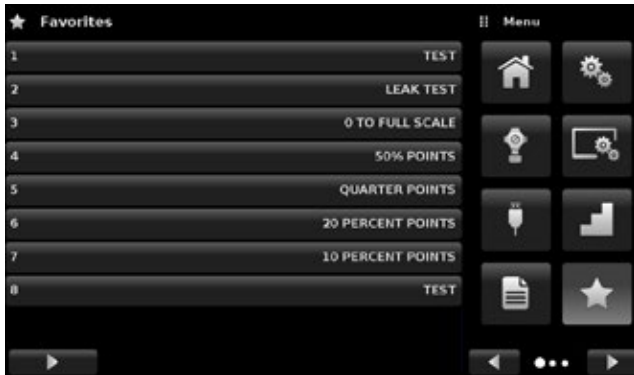 Favorites
Menu
1 TEST
2 LEAK TEST
3 0 TO FULL SCALE
4 50% POINTS
5 QUARTER POINTS
6 20 PERCENT POINTS
7 10 PERCENT POINTS
8 TEST